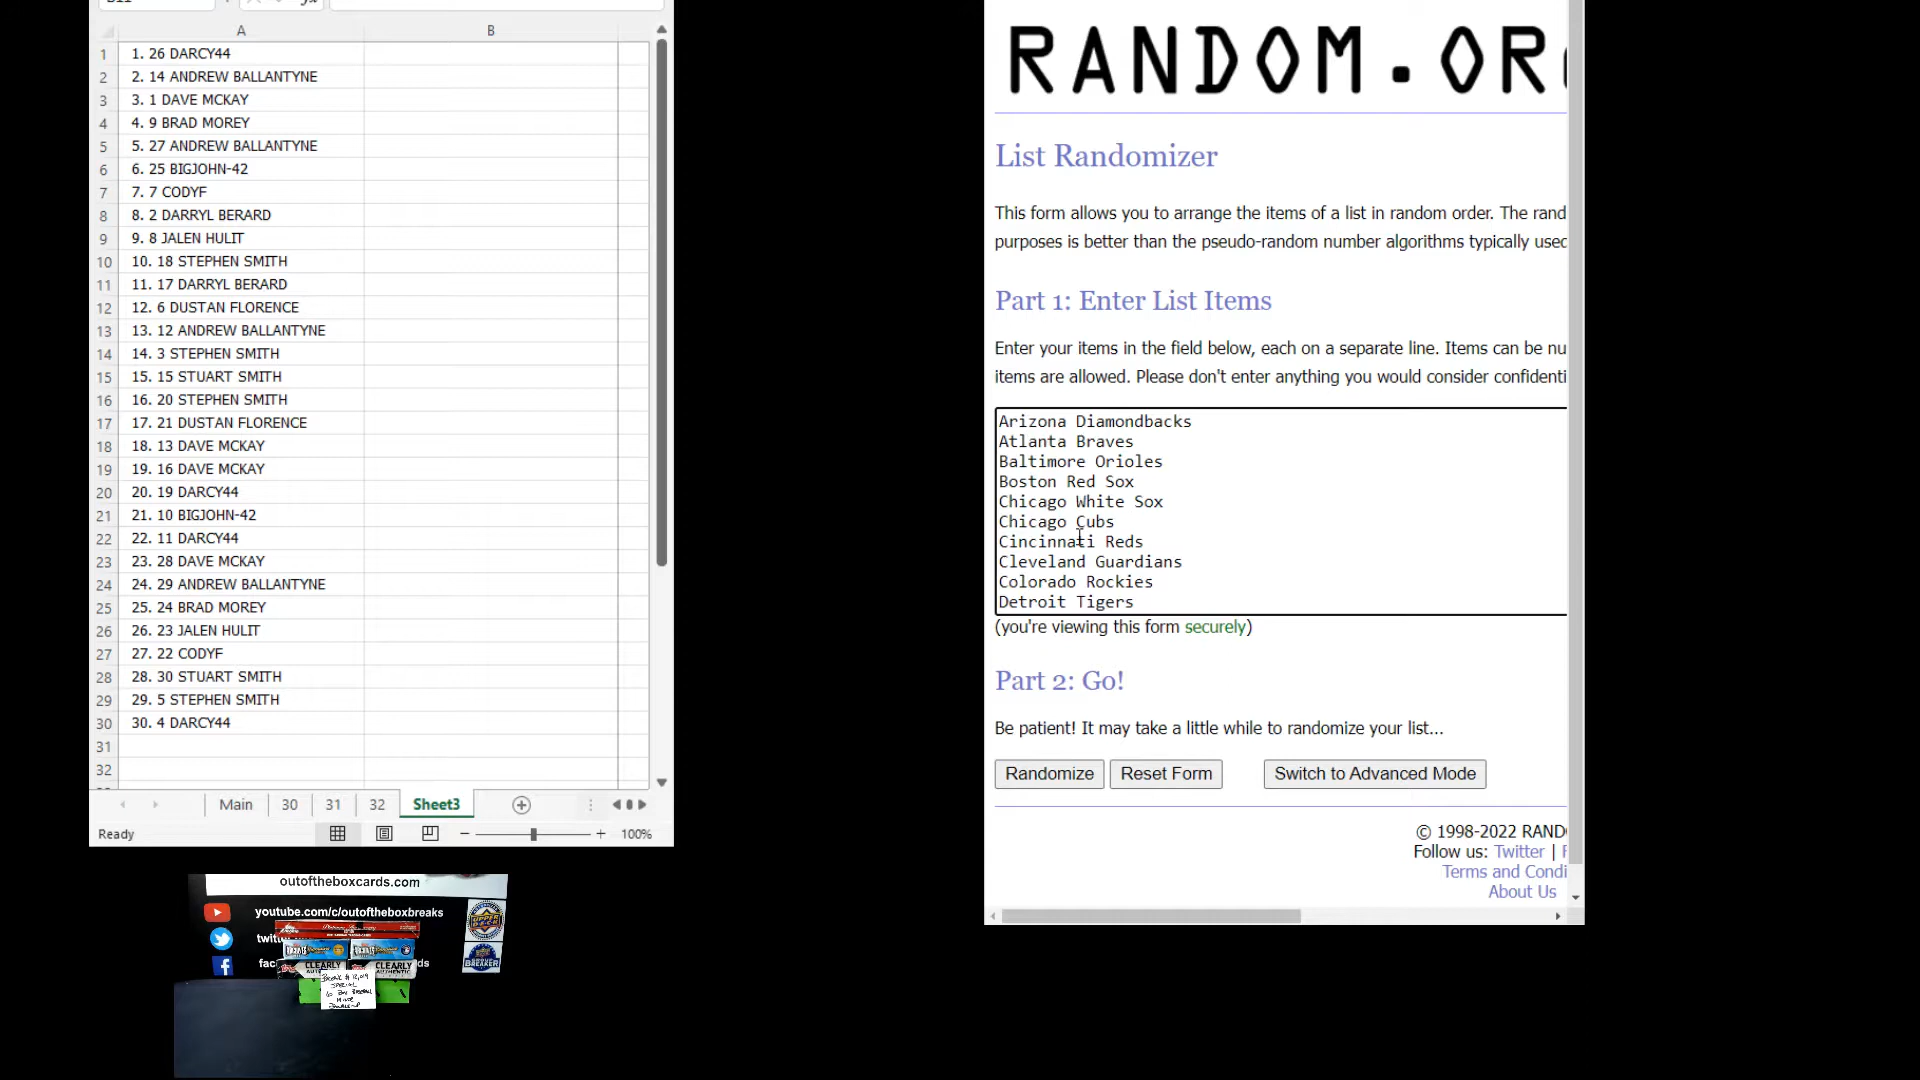 A
B
1 1. 26 DARCY44
2 2. 14 ANDREW BALLANTYNE
3 3. 1 DAVE MCKAY
4 4. 9 BRAD MOREY
5 5. 27 ANDREW BALLANTYNE
6 6. 25 BIGJOHN-42
7 7. 7 CODYF
8 8. 2 DARRYL BERARD
9 9. 8 JALEN HULIT
10 10. 18 STEPHEN SMITH
11 11. 17 DARRYL BERARD
12 12. 6 DUSTAN FLORENCE
13 13. 12 ANDREW BALLANTYNE
14 14. 3 STEPHEN SMITH
15 15. 15 STUART SMITH
16 16. 20 STEPHEN SMITH
17 17. 21 DUSTAN FLORENCE
18 18. 13 DAVE MCKAY
19 19. 16 DAVE MCKAY
20 20. 19 DARCY44
21 21. 10 BIGJOHN-42
22 22. 11 DARCY44
23 23. 28 DAVE MCKAY
24 24. 29 ANDREW BALLANTYNE
25 25. 24 BRAD MOREY
26 26. 23 JALEN HULIT
27 27. 22 CODYF
28 28. 30 STUART SMITH
29 29. 5 STEPHEN SMITH
30 30. 4 DARCY44
31
32
Main 30 31 32 Sheet3
Ready 100%
outoftheboxcards.com
youtube.com/c/outoftheboxbreaks
CLEARLY CLEARLY
AUTHENTIC
RANDOM.OR
List Randomizer
This form allows you to arrange the items of a list in random order. The rand
purposes is better than the pseudo-random number algorithms typically used
Part 1: Enter List Items
Enter your items in the field below, each on a separate line. Items can be nu
items are allowed. Please don't enter anything you would consider confidenti
Arizona Diamondbacks
Atlanta Braves
Baltimore Orioles
Boston Red Sox
Chicago White Sox
Chicago Cubs
Cincinnati Reds
Cleveland Guardians
Colorado Rockies
Detroit Tigers
(you're viewing this form securely)
Part 2: Go!
Be patient! It may take a little while to randomize your list...
Randomize Reset Form Switch to Advanced Mode
© 1998-2022 RAND
Follow us: Twitter |
Terms and Condi
About Us